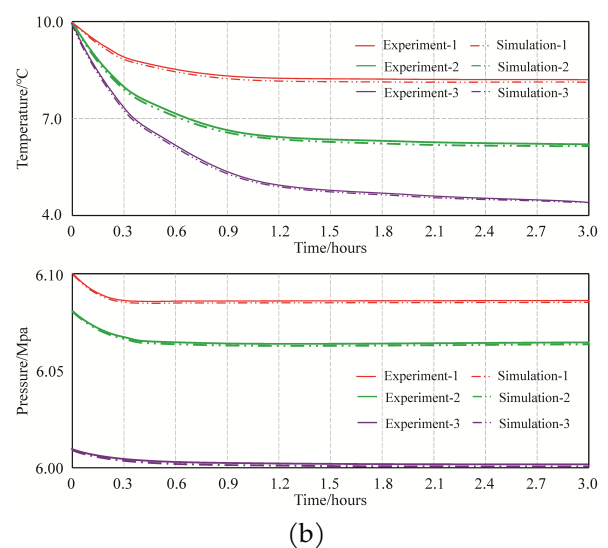 10.0
7.0
4.0
Temperature/°C
Experiment-1 Simulation-1
Experiment-2 Simulation-2
Experiment-3 Simulation-3
0 0.3 0.6 0.9 1.2 1.5 1.8 2.1 2.4 2.7 3.0
Time/hours
6.10
6.05
6.00
Pressure/Mpa
Experiment-1 Simulation-1
Experiment-2 Simulation-2
Experiment-3 Simulation-3
0 0.3 0.6 0.9 1.2 1.5 1.8 2.1 2.4 2.7 3.0
Time/hours
(b)